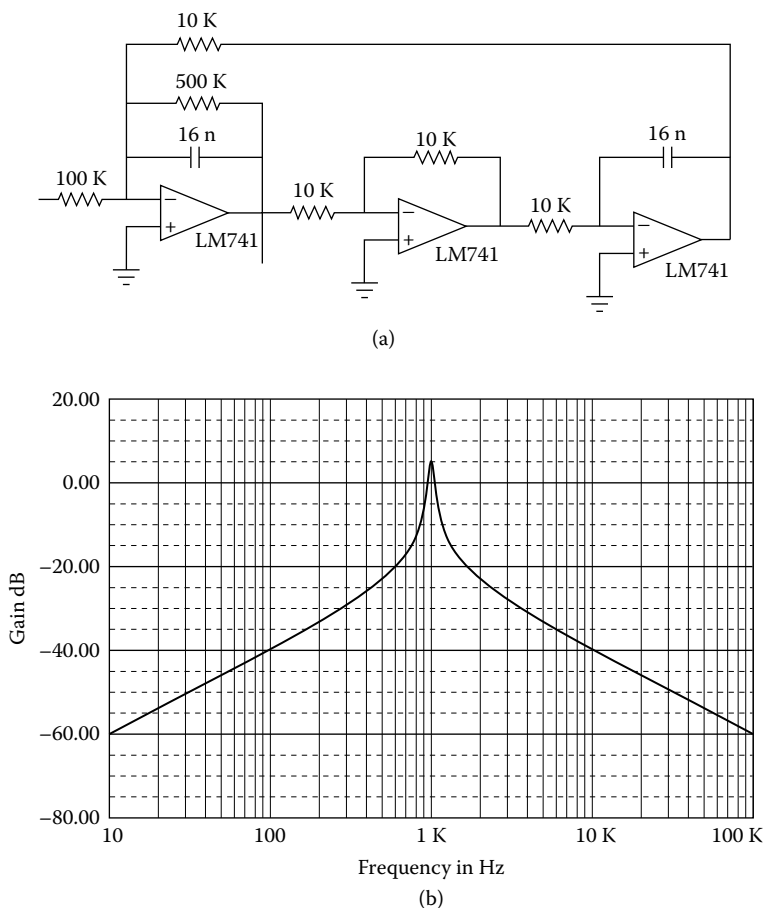 10 K
500 K
16 n
100 K
−
+
LM741
10 K
10 K
−
+
LM741
10 K
16 n
−
+
LM741
(a)
Gain dB
20.00
0.00
−20.00
−40.00
−60.00
−80.00
10 100 1 K 10 K 100 K
Frequency in Hz
(b)